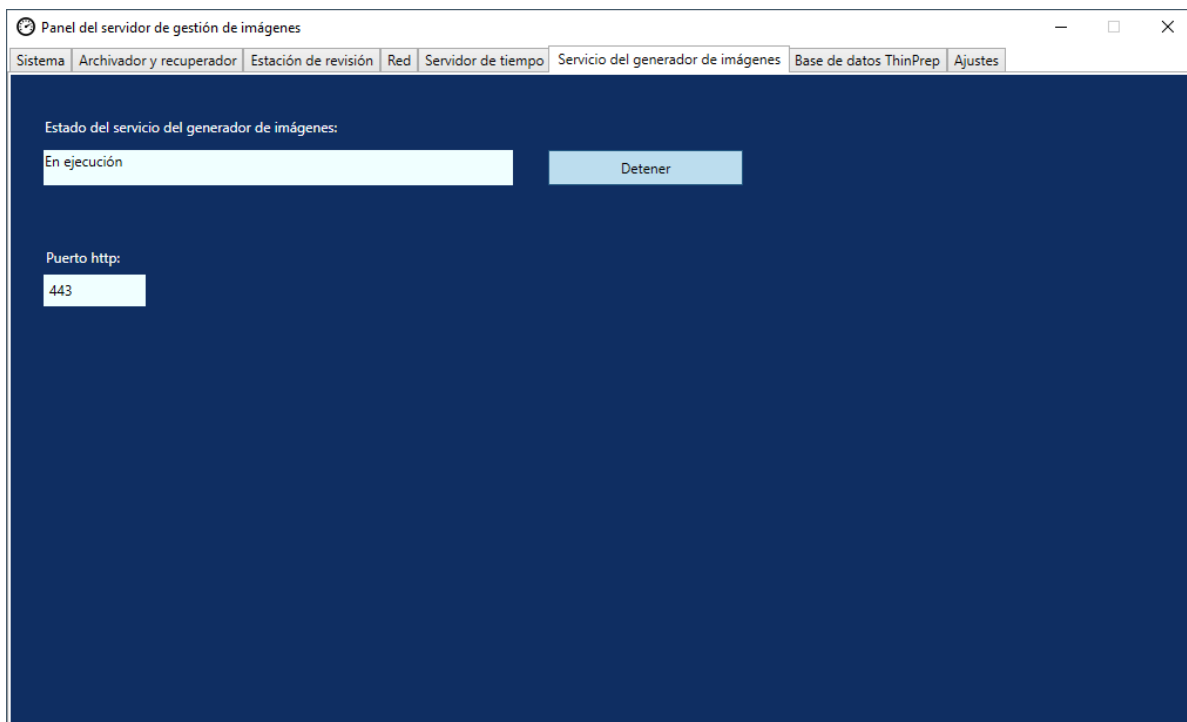 Panel del servidor de gestión de imágenes
Sistema Archivador y recuperador Estación de revisión Red Servidor de tiempo Servicio del generador de imágenes Base de datos ThinPrep Ajustes
Estado del servicio del generador de imágenes:
En ejecución Detener
Puerto http:
443